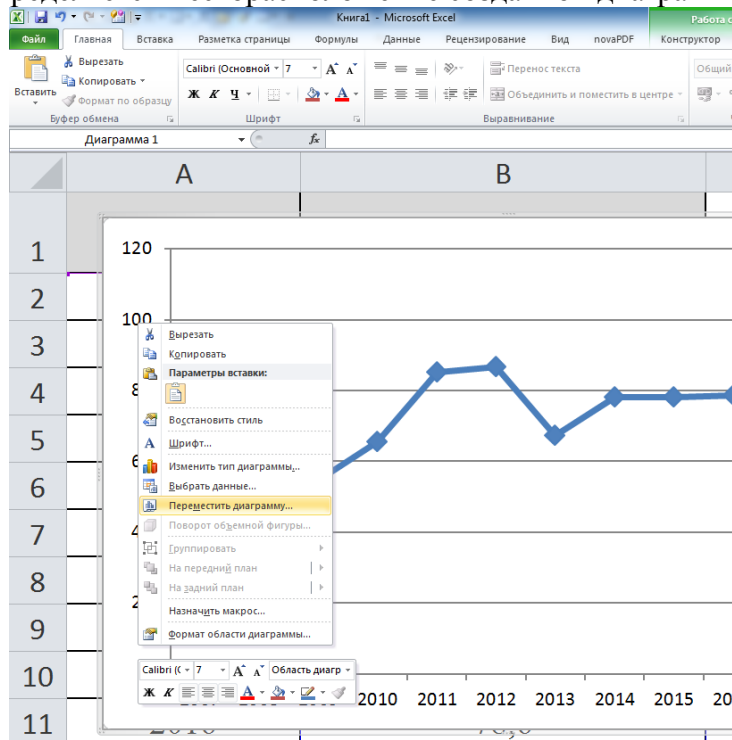 Книга1 - Microsoft Excel
Работа с
Файл Главная Вставка Разметка страницы Формулы Данные Рецензирование Вид novaPDF Конструктор
Вставить
Вырезать
Копировать
Формат по образцу
Calibri (Основной 7
Ж К Ч
Перенос текста
Объединить и поместить в центре
Общий
Буфер обмена Шрифт Выравнивание
Диаграмма 1 fx
A B
1
2
3
4
5
6
7
8
9
10
11
120
100
Вырезать
Копировать
Параметры вставки:
Восстановить стиль
Шрифт...
Изменить тип диаграммы...
Выбрать данные...
Переместить диаграмму...
Поворот объемной фигуры...
Группировать
На передний план
На задний план
Назначить макрос...
Формат области диаграммы...
Calibri (( 7 Область диагр
Ж К
2010 2011 2012 2013 2014 2015 20